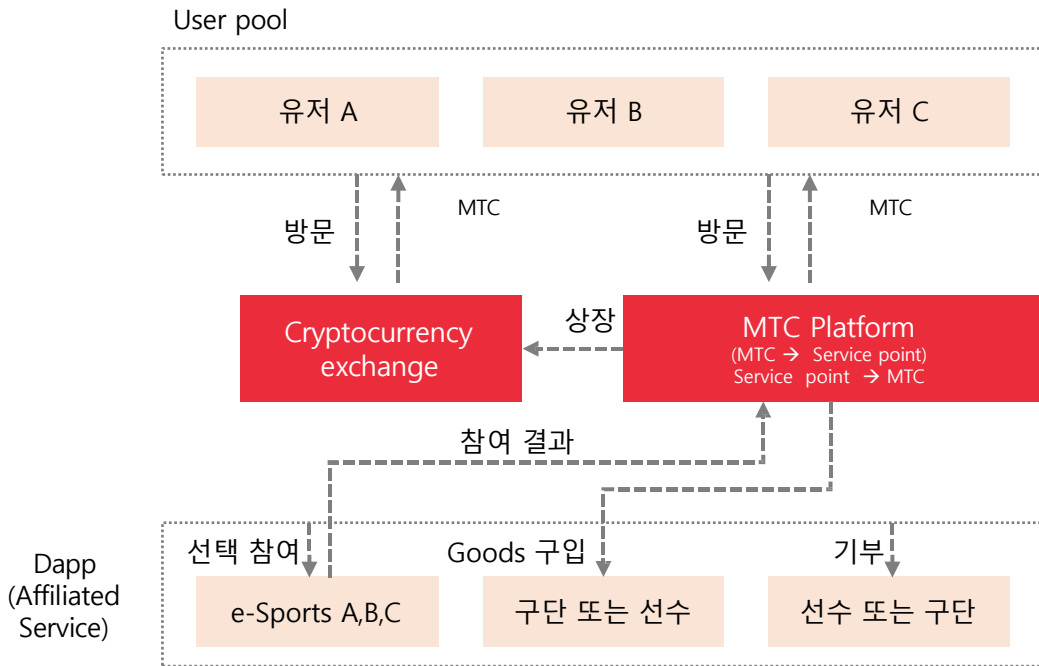 User pool
유저 A
유저 B
유저 C
MTC
MTC
방문
방문
Cryptocurrency
exchange
상장
MTC Platform
(MTC → Service point)
Service point → MTC
참여 결과
선택 참여
Goods 구입
기부
Dapp
(Affiliated
Service)
e-Sports A,B,C
구단 또는 선수
선수 또는 구단